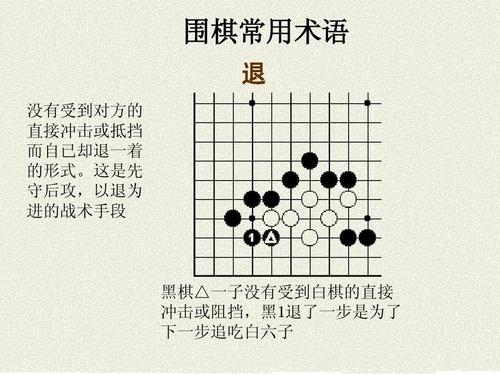 围棋常用术语
退
没有受到对方的
直接冲击或抵挡
而自已却退一着
的形式。这是先
守后攻，以退为
进的战术手段
1△
黑棋△一子没有受到白棋的直接
冲击或阻挡，黑1退了一步是为了
下一步追吃白六子